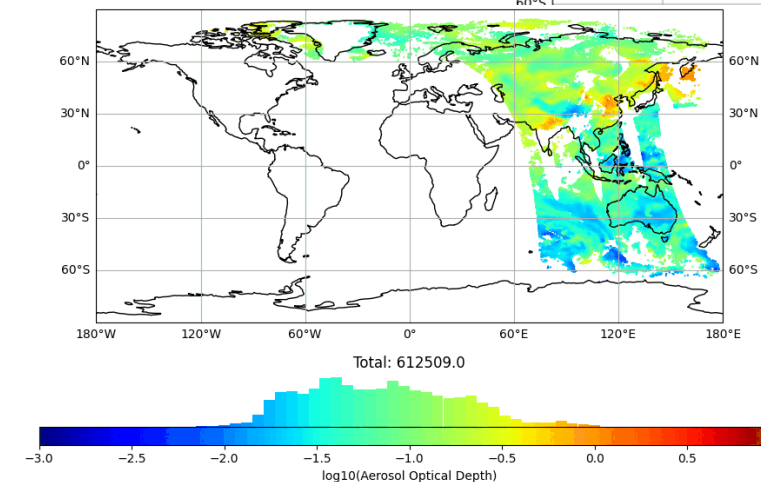 60°S
60°N 60°N
30°N 30°N
0° 0°
30°S 30°S
60°S 60°S
180°W 120°W 60°W 0° 60°E 120°E 180°E
Total: 612509.0
−3.0 −2.5 −2.0 −1.5 −1.0 −0.5 0.0 0.5
log10(Aerosol Optical Depth)